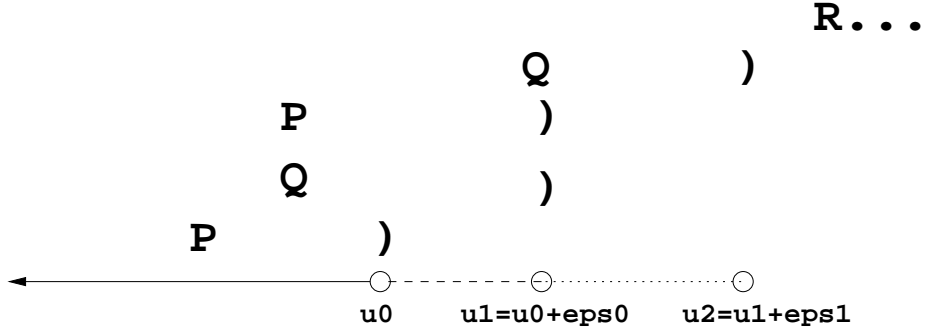 R...
Q )
P )
Q )
P )
u0 u1=u0+eps0 u2=u1+eps1